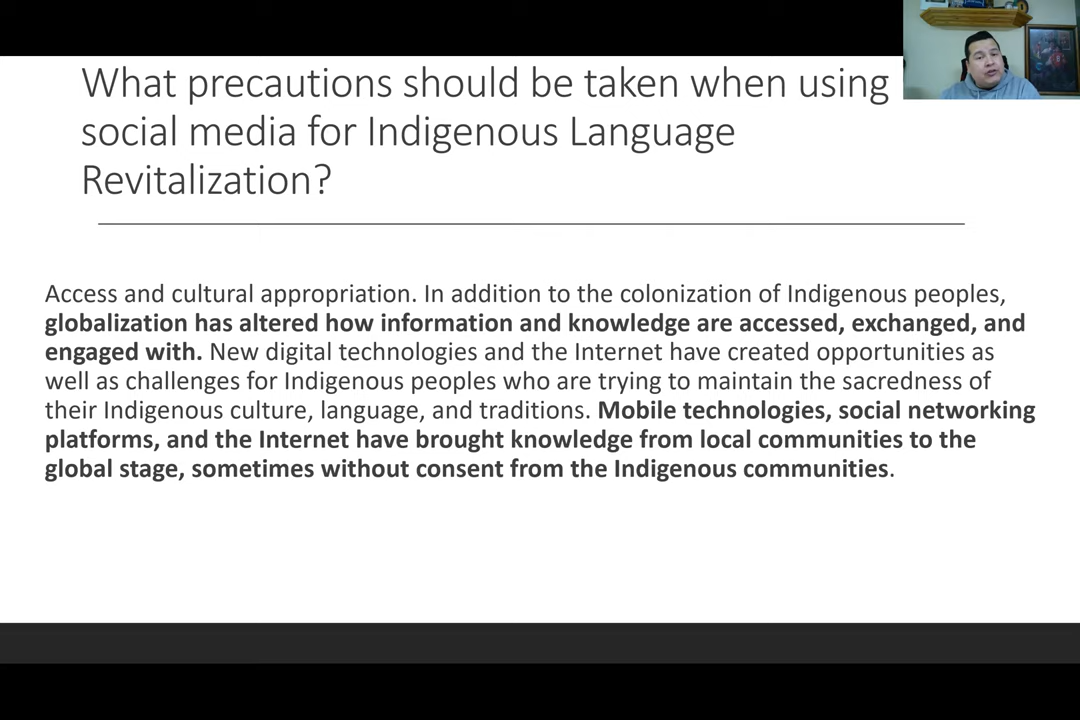 What precautions should be taken when using
social media for Indigenous Language
Revitalization?
Access and cultural appropriation. In addition to the colonization of Indigenous peoples,
globalization has altered how information and knowledge are accessed, exchanged, and
engaged with. New digital technologies and the Internet have created opportunities as
well as challenges for Indigenous peoples who are trying to maintain the sacredness of
their Indigenous culture, language, and traditions. Mobile technologies, social networking
platforms, and the Internet have brought knowledge from local communities to the
global stage, sometimes without consent from the Indigenous communities.